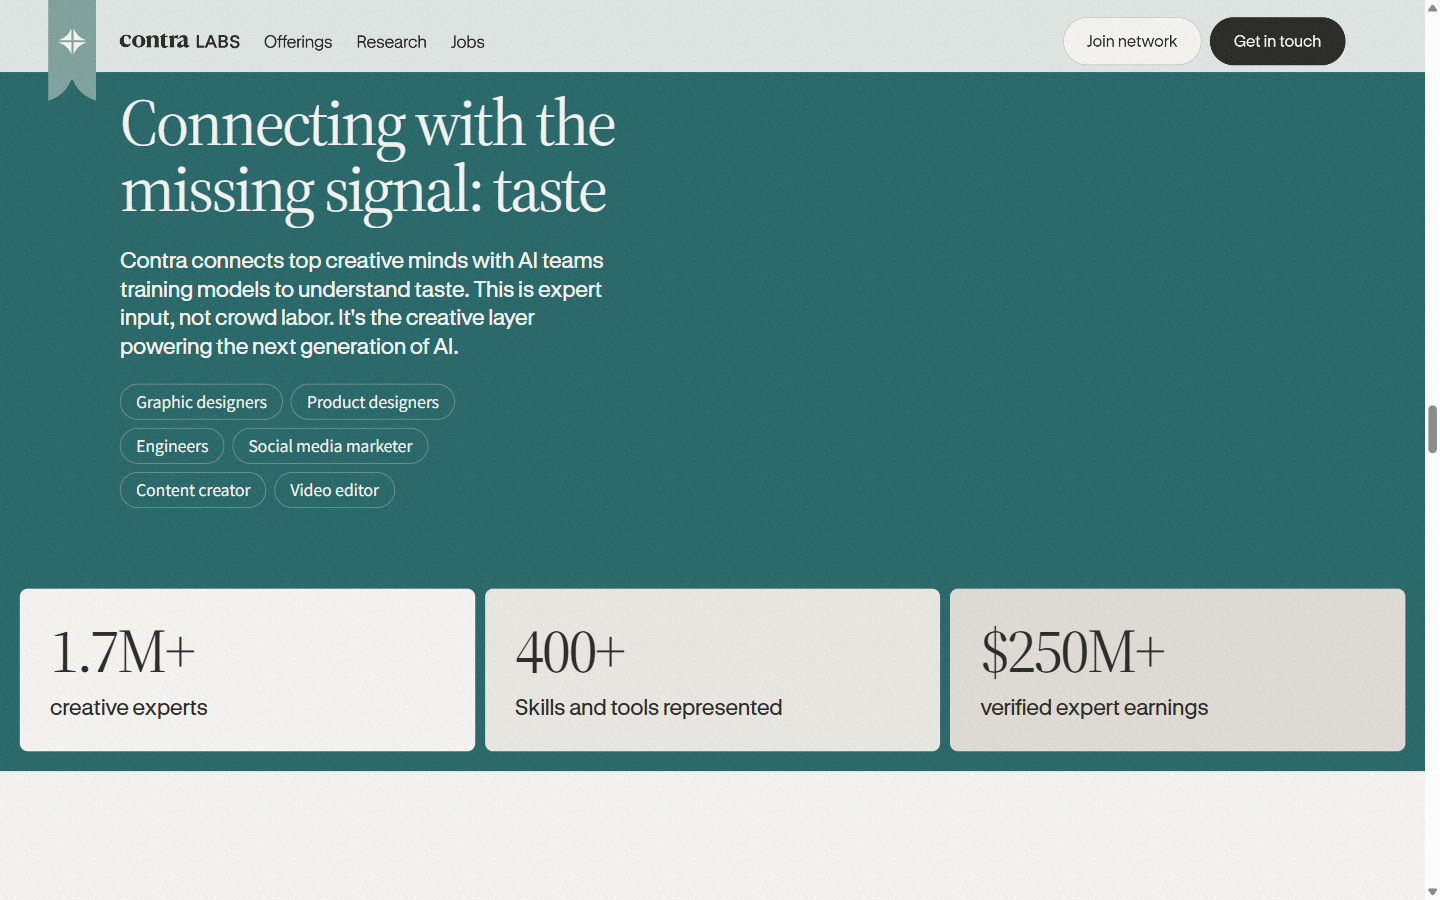 contra LABS Offerings Research Jobs Join network Get in touch
Connecting with the
missing signal: taste
Contra connects top creative minds with AI teams
training models to understand taste. This is expert
input, not crowd labor. It's the creative layer
powering the next generation of AI.
Graphic designers Product designers
Engineers Social media marketer
Content creator Video editor
1.7M+
creative experts
400+
Skills and tools represented
$250M+
verified expert earnings